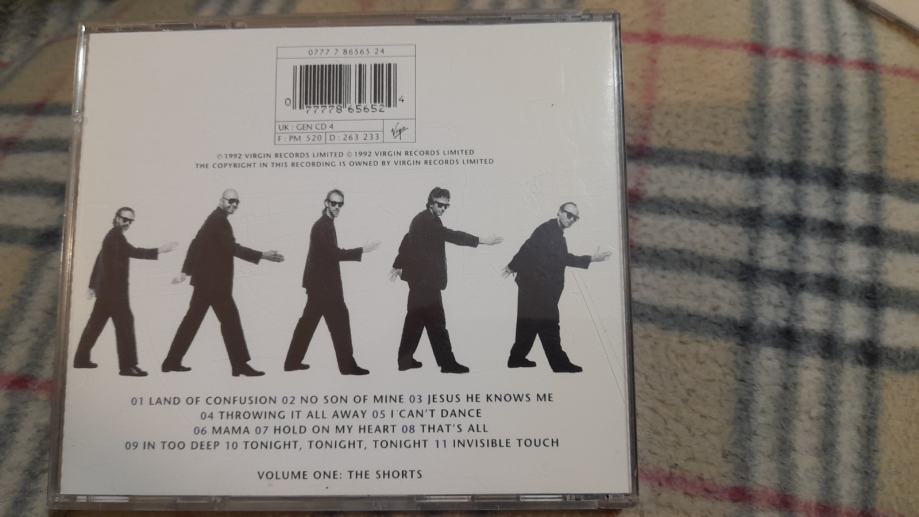 0777 7 86565 24
0 77778 65652 4
UK : GEN CD 4
F : PM 520 D : 263 233 Virgin
℗ 1992 VIRGIN RECORDS LIMITED © 1992 VIRGIN RECORDS LIMITED
THE COPYRIGHT IN THIS RECORDING IS OWNED BY VIRGIN RECORDS LIMITED
01 LAND OF CONFUSION 02 NO SON OF MINE 03 JESUS HE KNOWS ME
04 THROWING IT ALL AWAY 05 I CAN'T DANCE
06 MAMA 07 HOLD ON MY HEART 08 THAT'S ALL
09 IN TOO DEEP 10 TONIGHT, TONIGHT, TONIGHT 11 INVISIBLE TOUCH
VOLUME ONE: THE SHORTS